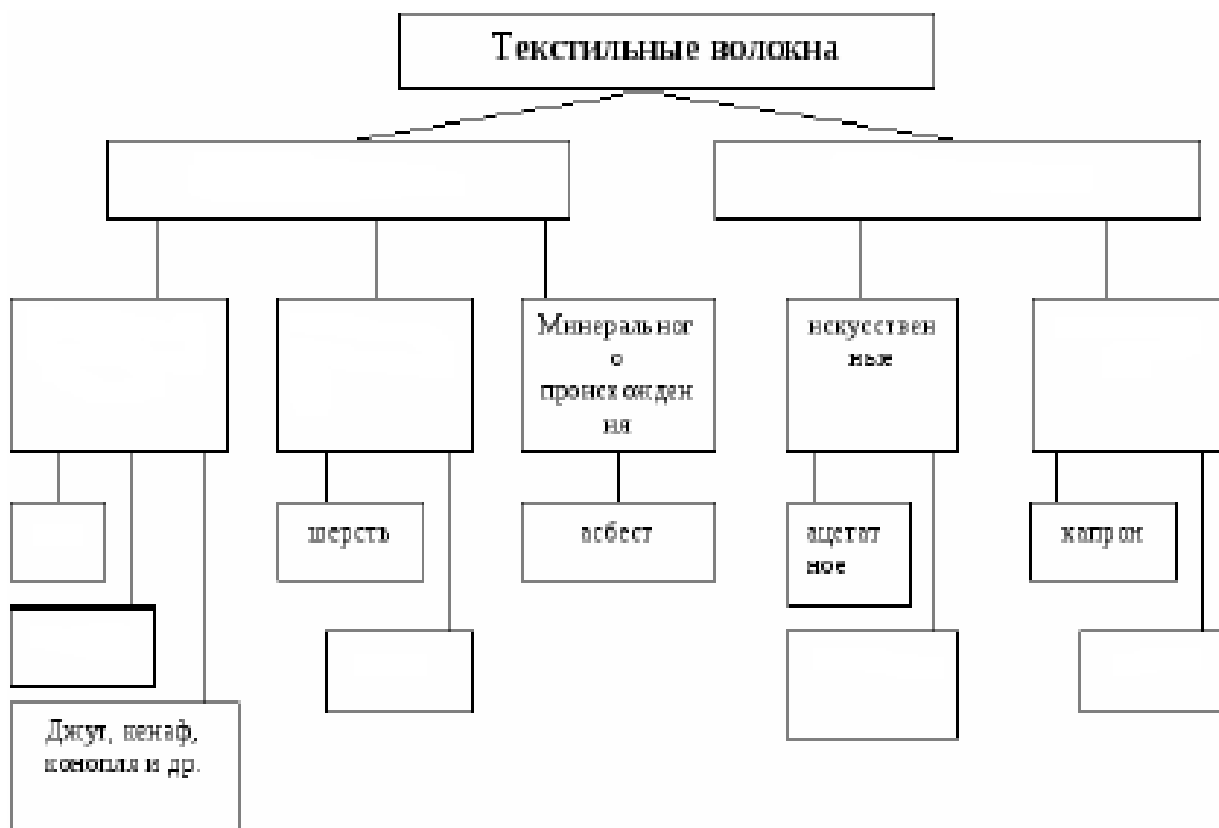 Текстильные волокна
Минеральног
о
происхожден
ия
искусствен
ные
шерсть
асбест
ацетат
ное
капрон
Джут, кенаф,
конопля и др.